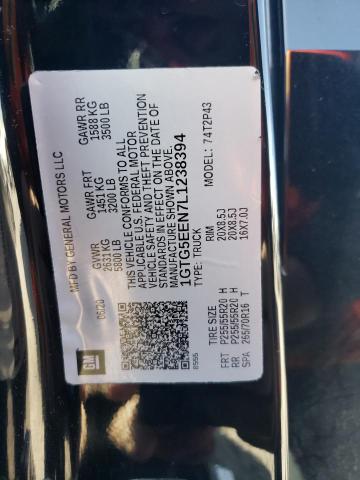 MFD BY GENERAL MOTORS LLC
06/20 GVWR GAWR FRT GAWR RR
2631 KG 1451 KG 1588 KG
5800 LB 3200 LB 3500 LB
THIS VEHICLE CONFORMS TO ALL
APPLICABLE U.S. FEDERAL MOTOR
VEHICLE SAFETY AND THEFT PREVENTION
STANDARDS IN EFFECT ON THE DATE OF
MANUFACTURE SHOWN ABOVE.
1GTG5EEN7L1238394
TYPE: TRUCK MODEL: 74T2P43
TIRE SIZE RIM
FRT P255/55R20 H 20X8.5J
RR P255/55R20 H 20X8.5J
SPA 265/70R16 T 16X7.0J
GM